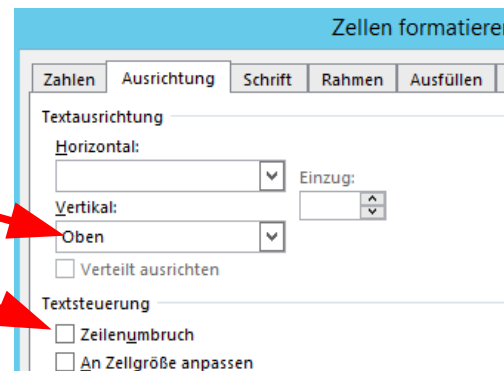 Zellen formatieren
Zahlen Ausrichtung Schrift Rahmen Ausfüllen
Textausrichtung
Horizontal:
Einzug:
Vertikal:
Oben
Verteilt ausrichten
Textsteuerung
Zeilenumbruch
An Zellgröße anpassen